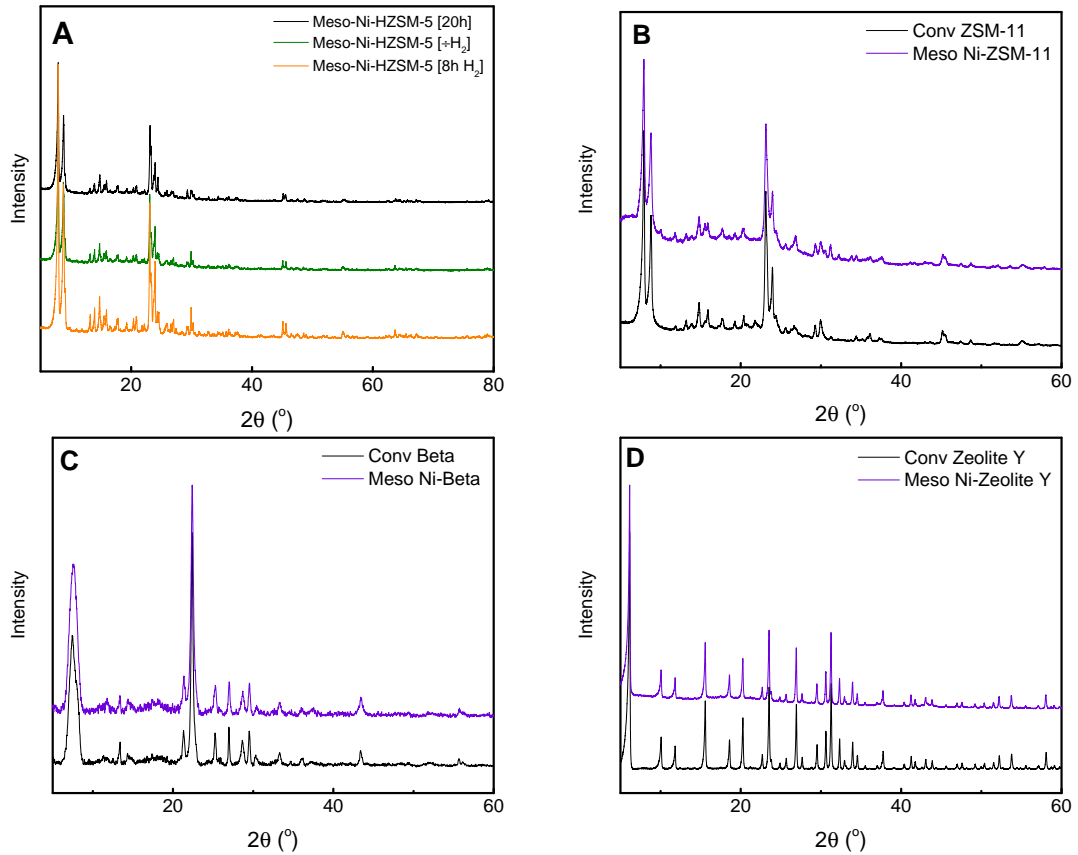 A
Meso-Ni-HZSM-5 [20h]
Meso-Ni-HZSM-5 [÷H₂]
Meso-Ni-HZSM-5 [8h H₂]
Intensity
20 40 60 80
2θ (°)
B
Conv ZSM-11
Meso Ni-ZSM-11
Intensity
20 40 60
2θ (°)
C
Conv Beta
Meso Ni-Beta
Intensity
20 40 60
2θ (°)
D
Conv Zeolite Y
Meso Ni-Zeolite Y
Intensity
20 40 60
2θ (°)